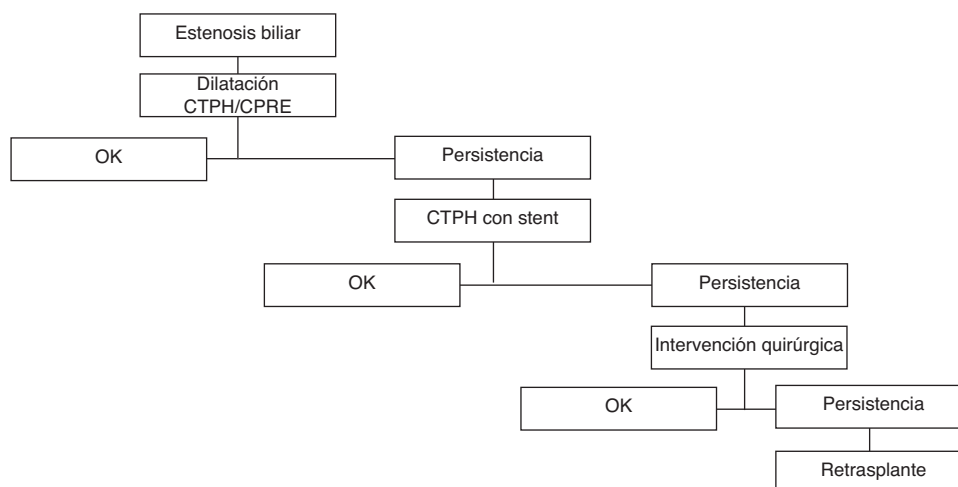 Estenosis biliar
Dilatación
CTPH/CPRE
OK
Persistencia
CTPH con stent
OK
Persistencia
Intervención quirúrgica
OK
Persistencia
Retrasplante